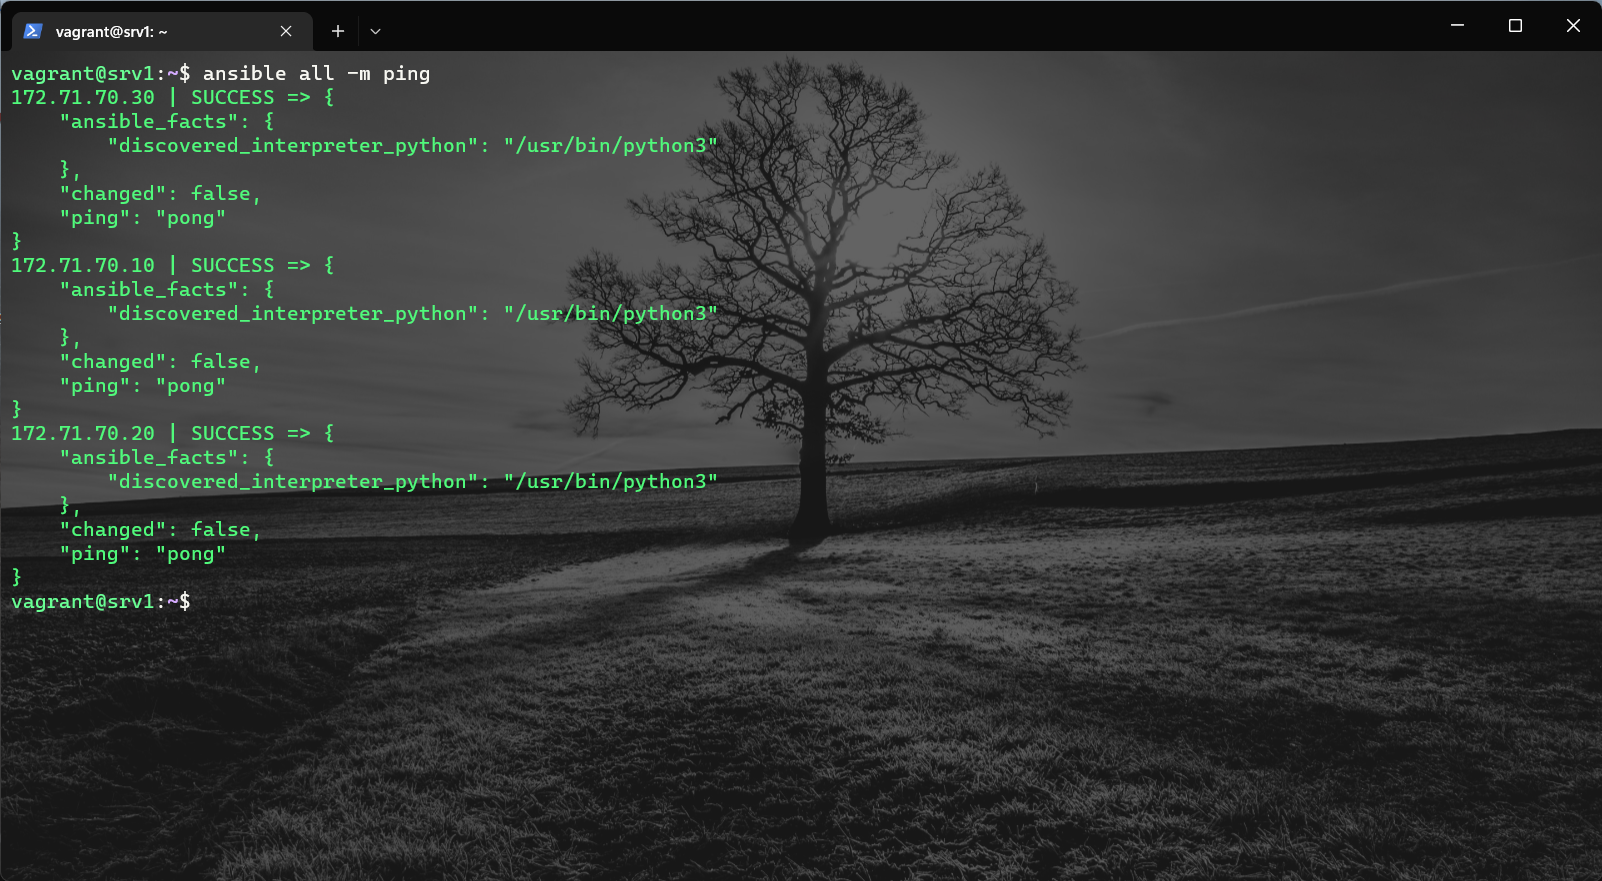 vagrant@srv1: ~
vagrant@srv1:~$ ansible all -m ping
172.71.70.30 | SUCCESS => {
    "ansible_facts": {
        "discovered_interpreter_python": "/usr/bin/python3"
    },
    "changed": false,
    "ping": "pong"
}
172.71.70.10 | SUCCESS => {
    "ansible_facts": {
        "discovered_interpreter_python": "/usr/bin/python3"
    },
    "changed": false,
    "ping": "pong"
}
172.71.70.20 | SUCCESS => {
    "ansible_facts": {
        "discovered_interpreter_python": "/usr/bin/python3"
    },
    "changed": false,
    "ping": "pong"
}
vagrant@srv1:~$